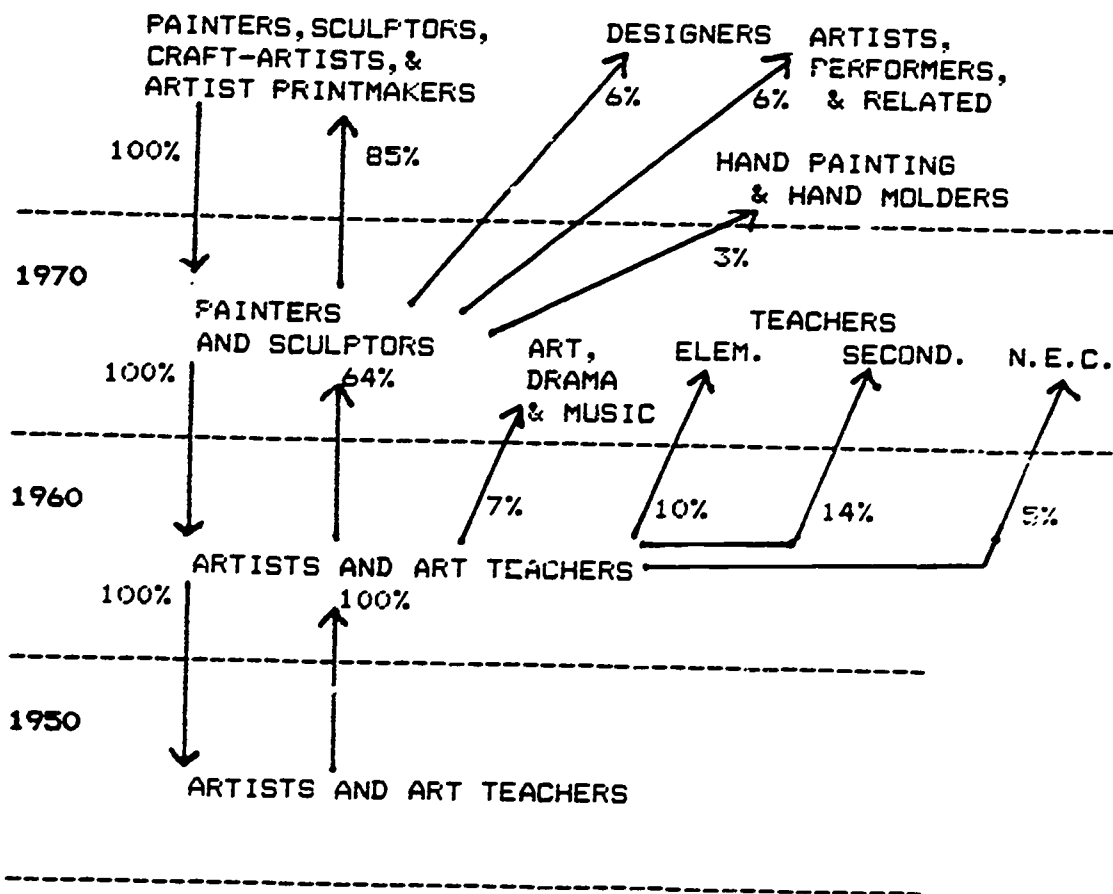 PAINTERS, SCULPTORS,
CRAFT-ARTISTS, &
ARTIST PRINTMAKERS
DESIGNERS
ARTISTS,
PERFORMERS,
& RELATED
6%
6%
100%
85%
HAND PAINTING
& HAND MOLDERS
3%
1970
PAINTERS
AND SCULPTORS
TEACHERS
ART,
DRAMA
& MUSIC
ELEM.
SECOND.
N.E.C.
100%
64%
1960
7%
10%
14%
5%
ARTISTS AND ART TEACHERS
100%
100%
1950
ARTISTS AND ART TEACHERS